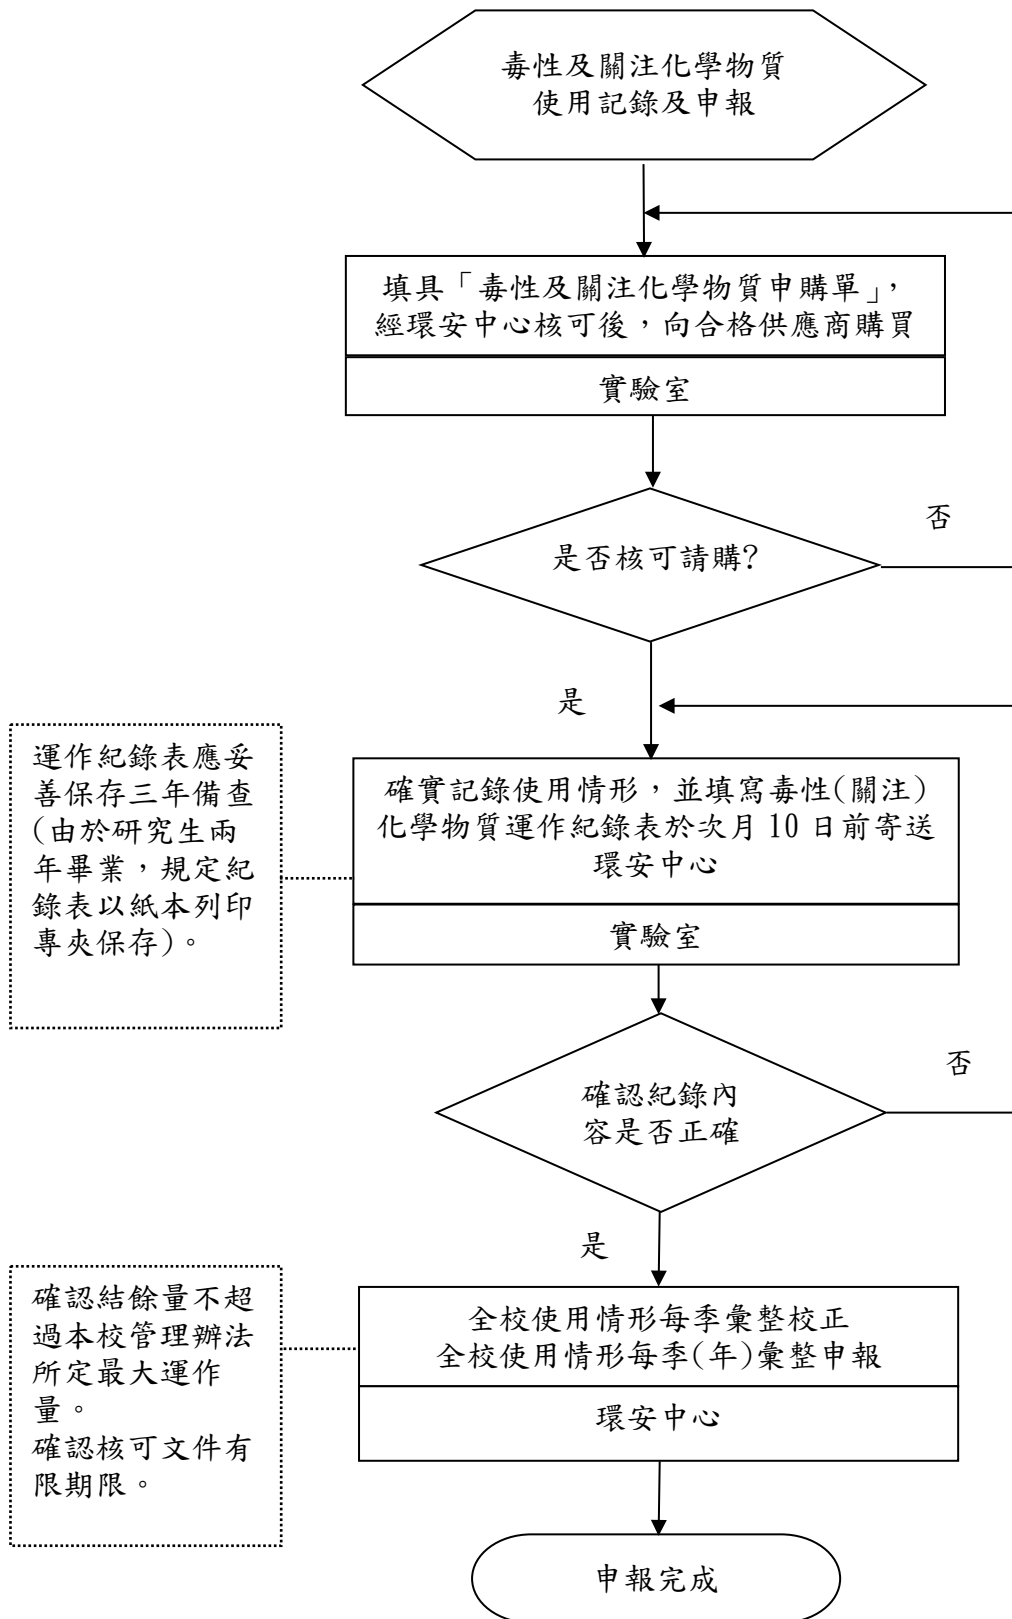 毒性及關注化學物質
使用記錄及申報
填具「毒性及關注化學物質申購單」，
經環安中心核可後，向合格供應商購買
實驗室
是否核可請購?
否
是
運作紀錄表應妥
善保存三年備查
(由於研究生兩
年畢業，規定紀
錄表以紙本列印
專夾保存)。
確實記錄使用情形，並填寫毒性(關注)
化學物質運作紀錄表於次月 10 日前寄送
環安中心
實驗室
確認紀錄內
容是否正確
否
是
確認結餘量不超
過本校管理辦法
所定最大運作
量。
確認核可文件有
限期限。
全校使用情形每季彙整校正
全校使用情形每季(年)彙整申報
環安中心
申報完成